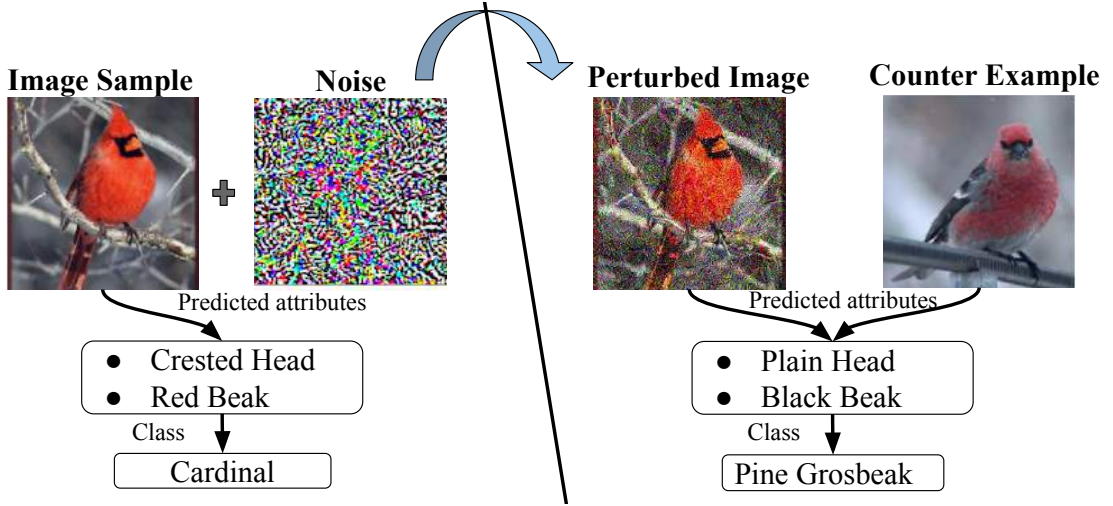 Image Sample
Noise
Predicted attributes
● Crested Head
● Red Beak
Class
Cardinal
Perturbed Image
Counter Example
Predicted attributes
● Plain Head
● Black Beak
Class
Pine Grosbeak